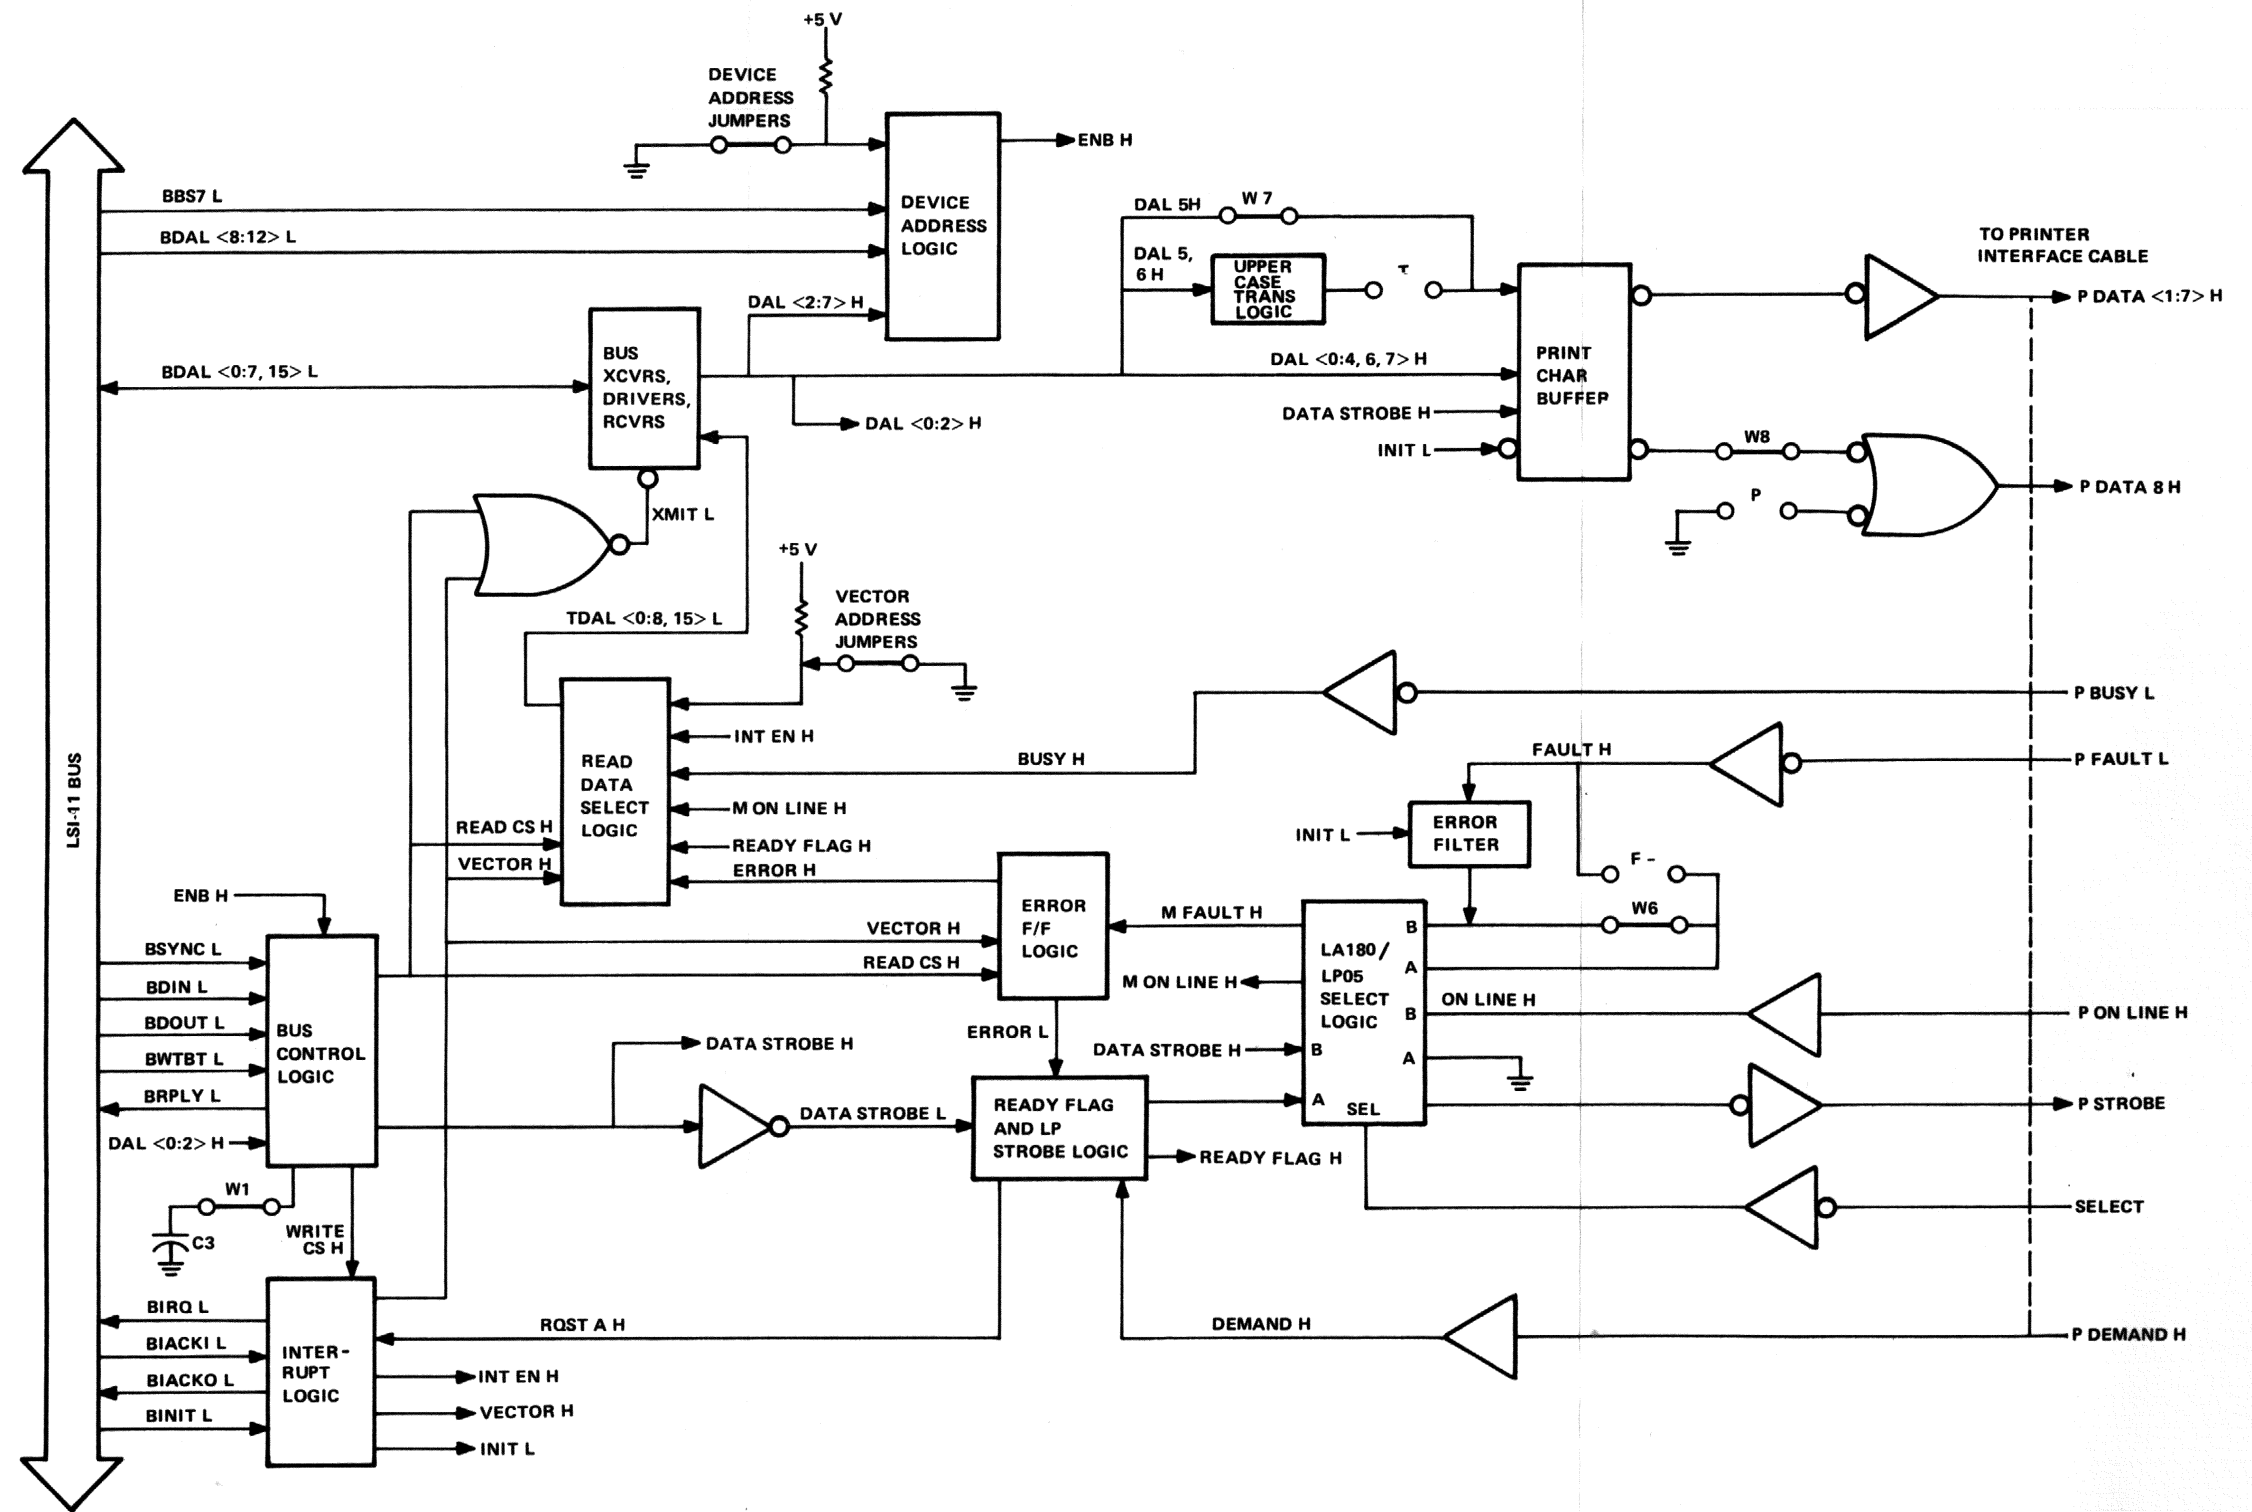 +5 V
DEVICE
ADDRESS
JUMPERS
ENB H
BBS7 L
DEVICE
ADDRESS
LOGIC
BDAL <8:12> L
DAL <2:7> H
DAL 5H
W 7
DAL 5,
6 H
UPPER
CASE
TRANS
LOGIC
T
TO PRINTER
INTERFACE CABLE
P DATA <1:7> H
BUS
XCVRS,
DRIVERS,
RCVRS
BDAL <0:7, 15> L
DAL <0:4, 6, 7> H
PRINT
CHAR
BUFFEP
DAL <0:2> H
DATA STROBE H
INIT L
W8
P
P DATA 8 H
XMIT L
+5 V
VECTOR
ADDRESS
JUMPERS
TDAL <0:8, 15> L
P BUSY L
INT EN H
BUSY H
READ
DATA
SELECT
LOGIC
M ON LINE H
READY FLAG H
ERROR H
READ CS H
VECTOR H
FAULT H
P FAULT L
INIT L
ERROR
FILTER
F -
W6
LSI-11 BUS
ENB H
BSYNC L
BDIN L
BDOUT L
BWTBT L
BRPLY L
DAL <0:2> H
BUS
CONTROL
LOGIC
VECTOR H
READ CS H
ERROR
F/F
LOGIC
M FAULT H
M ON LINE H
LA180 /
LP05
SELECT
LOGIC
B
A
B
A
B
A
SEL
ON LINE H
P ON LINE H
ERROR L
DATA STROBE H
DATA STROBE H
DATA STROBE L
READY FLAG
AND LP
STROBE LOGIC
READY FLAG H
P STROBE
SELECT
W1
C3
WRITE
CS H
BIRQ L
BIACKI L
BIACKO L
BINIT L
INTER-
RUPT
LOGIC
RQST A H
DEMAND H
P DEMAND H
INT EN H
VECTOR H
INIT L